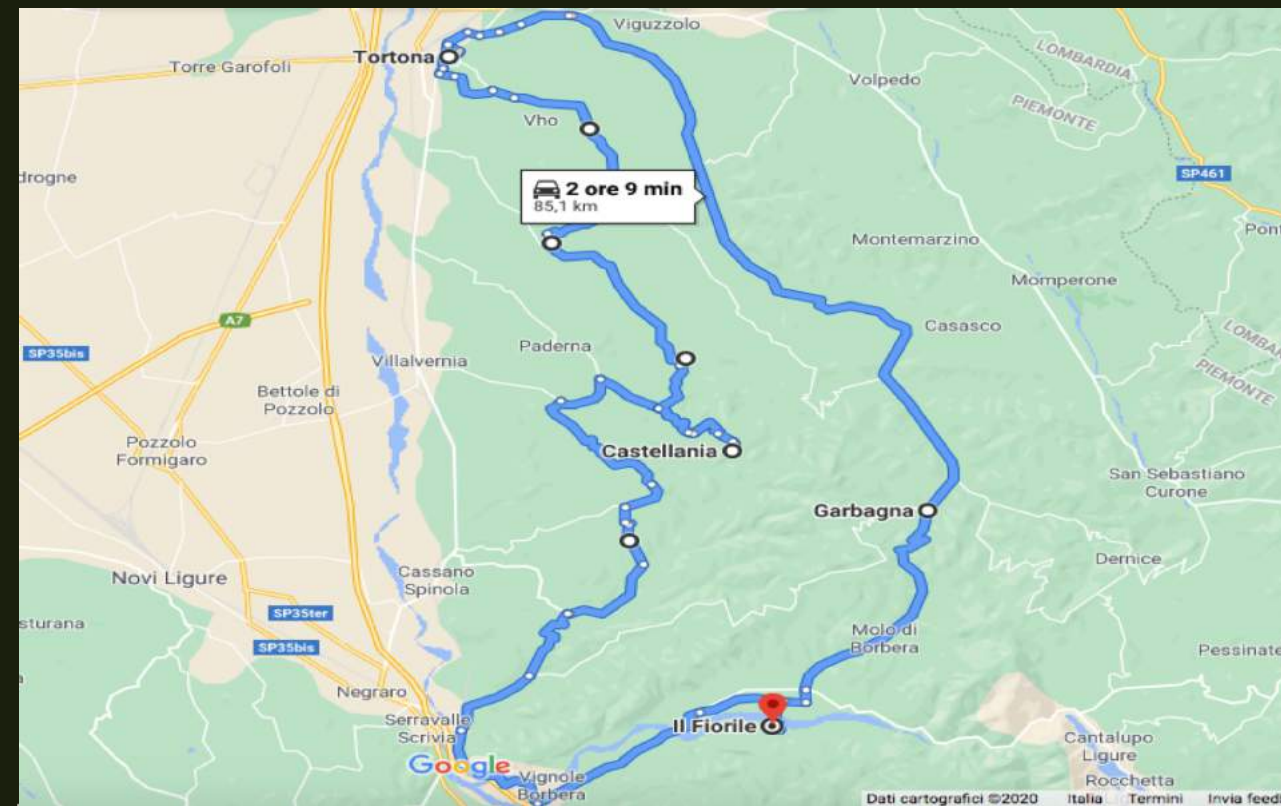 Viguzzolo
Tortona
Torre Garofoli
LOMBARDIA
Volpedo
PIEMONTE
Vho
drogne
SP461
2 ore 9 min
85,1 km
Pont
Montemarzino
Momperone
A7
Casasco
LOMBAR
SP35bis
Paderna
Villalvernia
PIEMONTE
Bettole di
Pozzolo
Pozzolo
Formigaro
Castellania
San Sebastiano
Curone
Garbagna
Dernice
Novi Ligure
Cassano
Spinola
SP35ter
sturana
SP35bis
Molo di
Borbera
Pessinate
Negraro
Serravalle
Scrivia
Il Fiorile
Cantalupo
Ligure
Google
Vignole
Borbera
Rocchetta
Dati cartografici ©2020 Italia Termini Invia feed